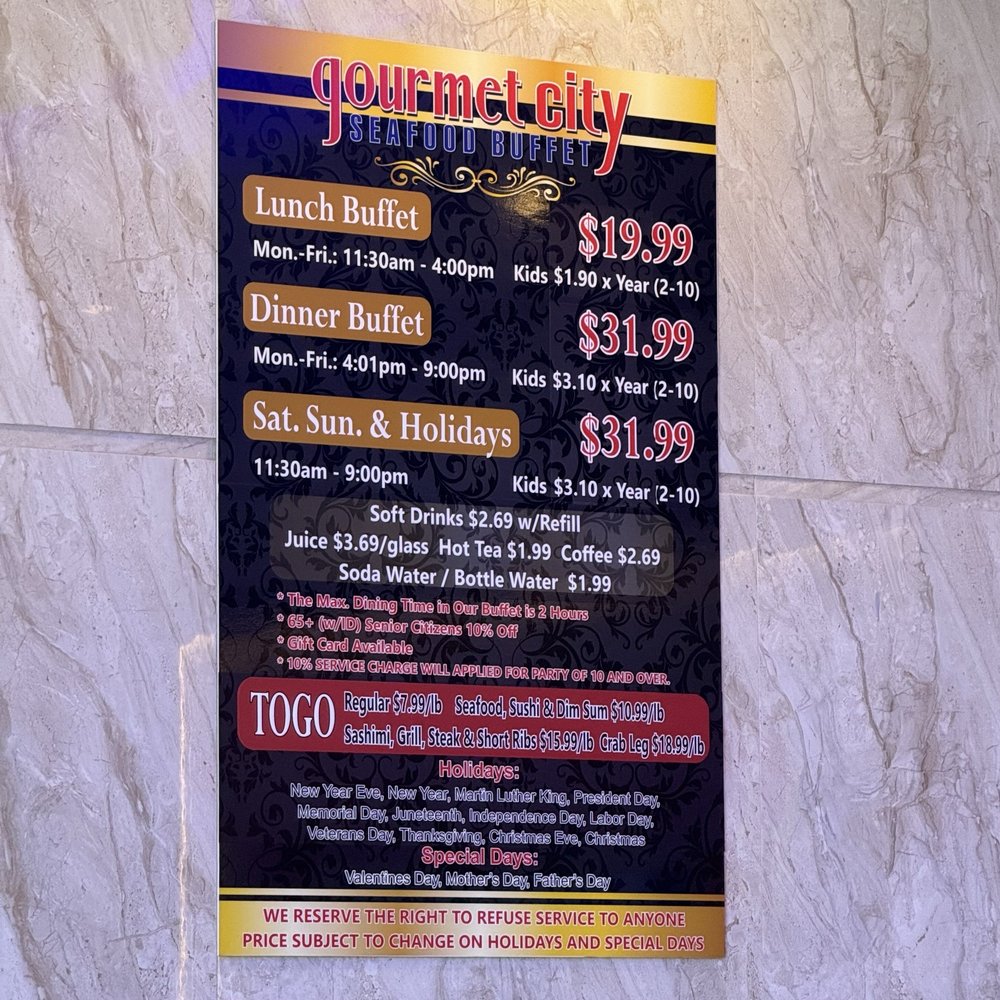 gourmet city
SEAFOOD BUFFET
Lunch Buffet
$19.99
Mon.-Fri.: 11:30am - 4:00pm Kids $1.90 x Year (2-10)
Dinner Buffet
$31.99
Mon.-Fri.: 4:01pm - 9:00pm Kids $3.10 x Year (2-10)
Sat. Sun. & Holidays
$31.99
11:30am - 9:00pm Kids $3.10 x Year (2-10)
Soft Drinks $2.69 w/Refill
Juice $3.69/glass Hot Tea $1.99 Coffee $2.69
Soda Water / Bottle Water $1.99
* The Max. Dining Time in Our Buffet is 2 Hours
* 65+ (w/ID) Senior Citizens 10% Off
* Gift Card Available
* 10% SERVICE CHARGE WILL APPLIED FOR PARTY OF 10 AND OVER.
TOGO
Regular $7.99/lb Seafood, Sushi & Dim Sum $10.99/lb
Sashimi, Grill, Steak & Short Ribs $15.99/lb Crab Leg $18.99/lb
Holidays:
New Year Eve, New Year, Martin Luther King, President Day,
Memorial Day, Juneteenth, Independence Day, Labor Day,
Veterans Day, Thanksgiving, Christmas Eve, Christmas
Special Days:
Valentines Day, Mother's Day, Father's Day
WE RESERVE THE RIGHT TO REFUSE SERVICE TO ANYONE
PRICE SUBJECT TO CHANGE ON HOLIDAYS AND SPECIAL DAYS